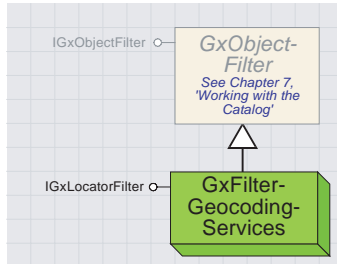 IGxObjectFilter
GxObject-
Filter
See Chapter 7,
'Working with the
Catalog'
IGxLocatorFilter
GxFilter-
Geocoding-
Services